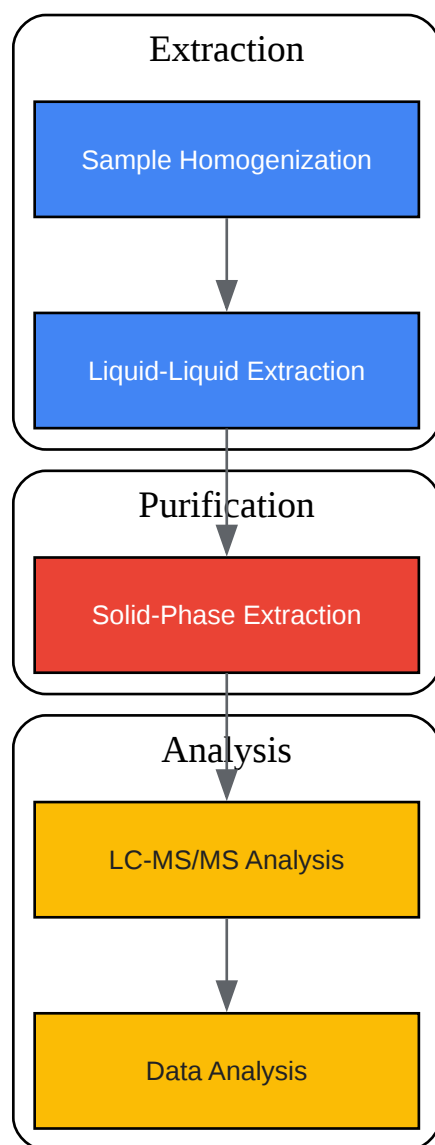 Extraction
Sample Homogenization
Liquid-Liquid Extraction
Purification
Solid-Phase Extraction
Analysis
LC-MS/MS Analysis
Data Analysis